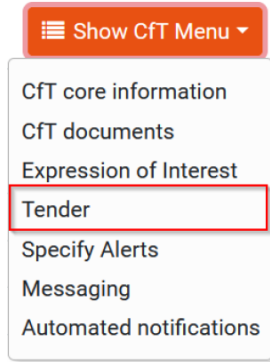 Show CfT Menu
CfT core information
CfT documents
Expression of Interest
Tender
Specify Alerts
Messaging
Automated notifications